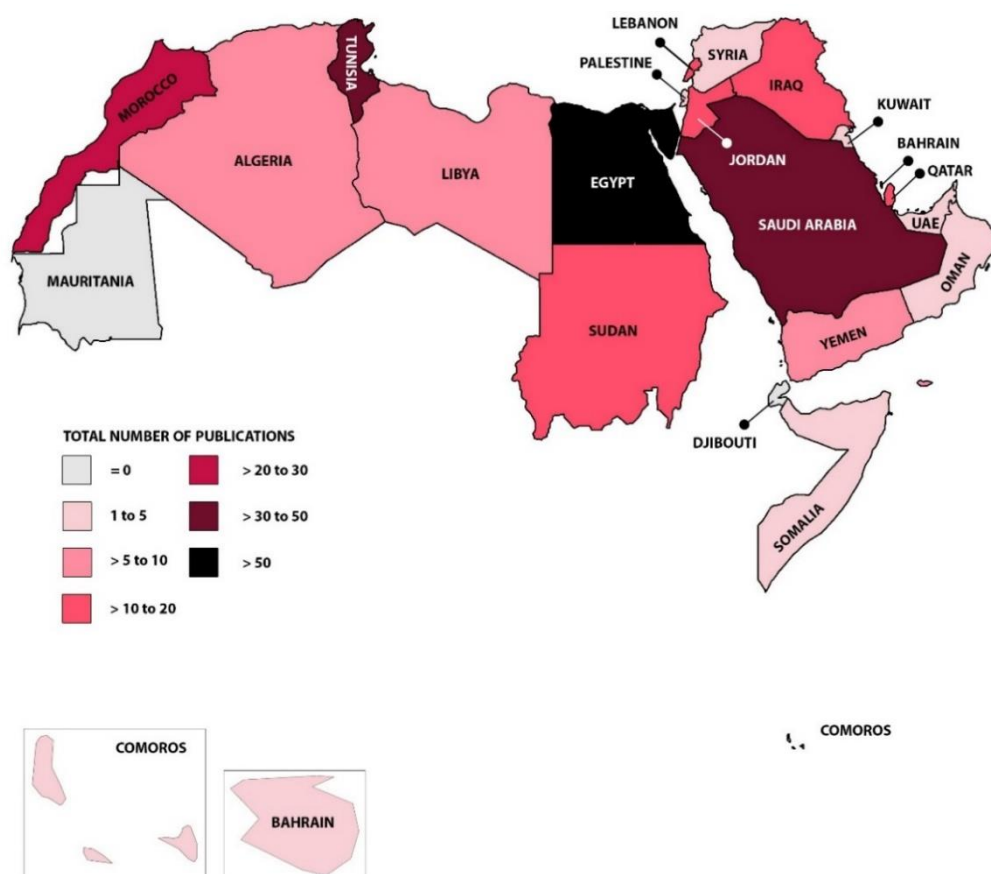 LEBANON
SYRIA
PALESTINE
TUNISIA
MOROCCO
IRAQ
KUWAIT
BAHRAIN
JORDAN
QATAR
ALGERIA
LIBYA
EGYPT
SAUDI ARABIA
UAE
OMAN
MAURITANIA
SUDAN
YEMEN
DJIBOUTI
SOMALIA
TOTAL NUMBER OF PUBLICATIONS
= 0
> 20 to 30
1 to 5
> 30 to 50
> 5 to 10
> 50
> 10 to 20
COMOROS
COMOROS
BAHRAIN